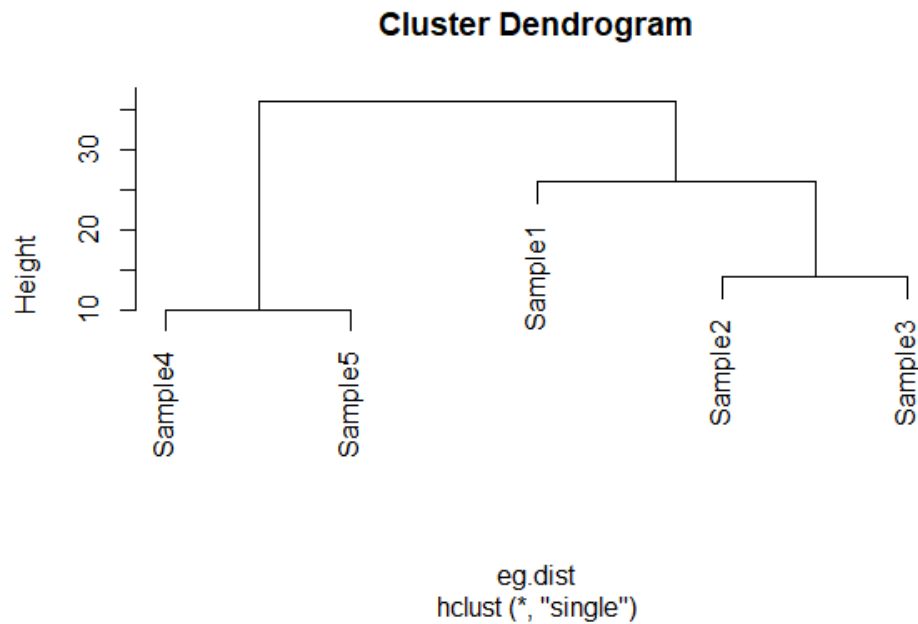 Cluster Dendrogram
Height
30
20
10
Sample4
Sample5
Sample1
Sample2
Sample3
eg.dist
hclust (*, "single")